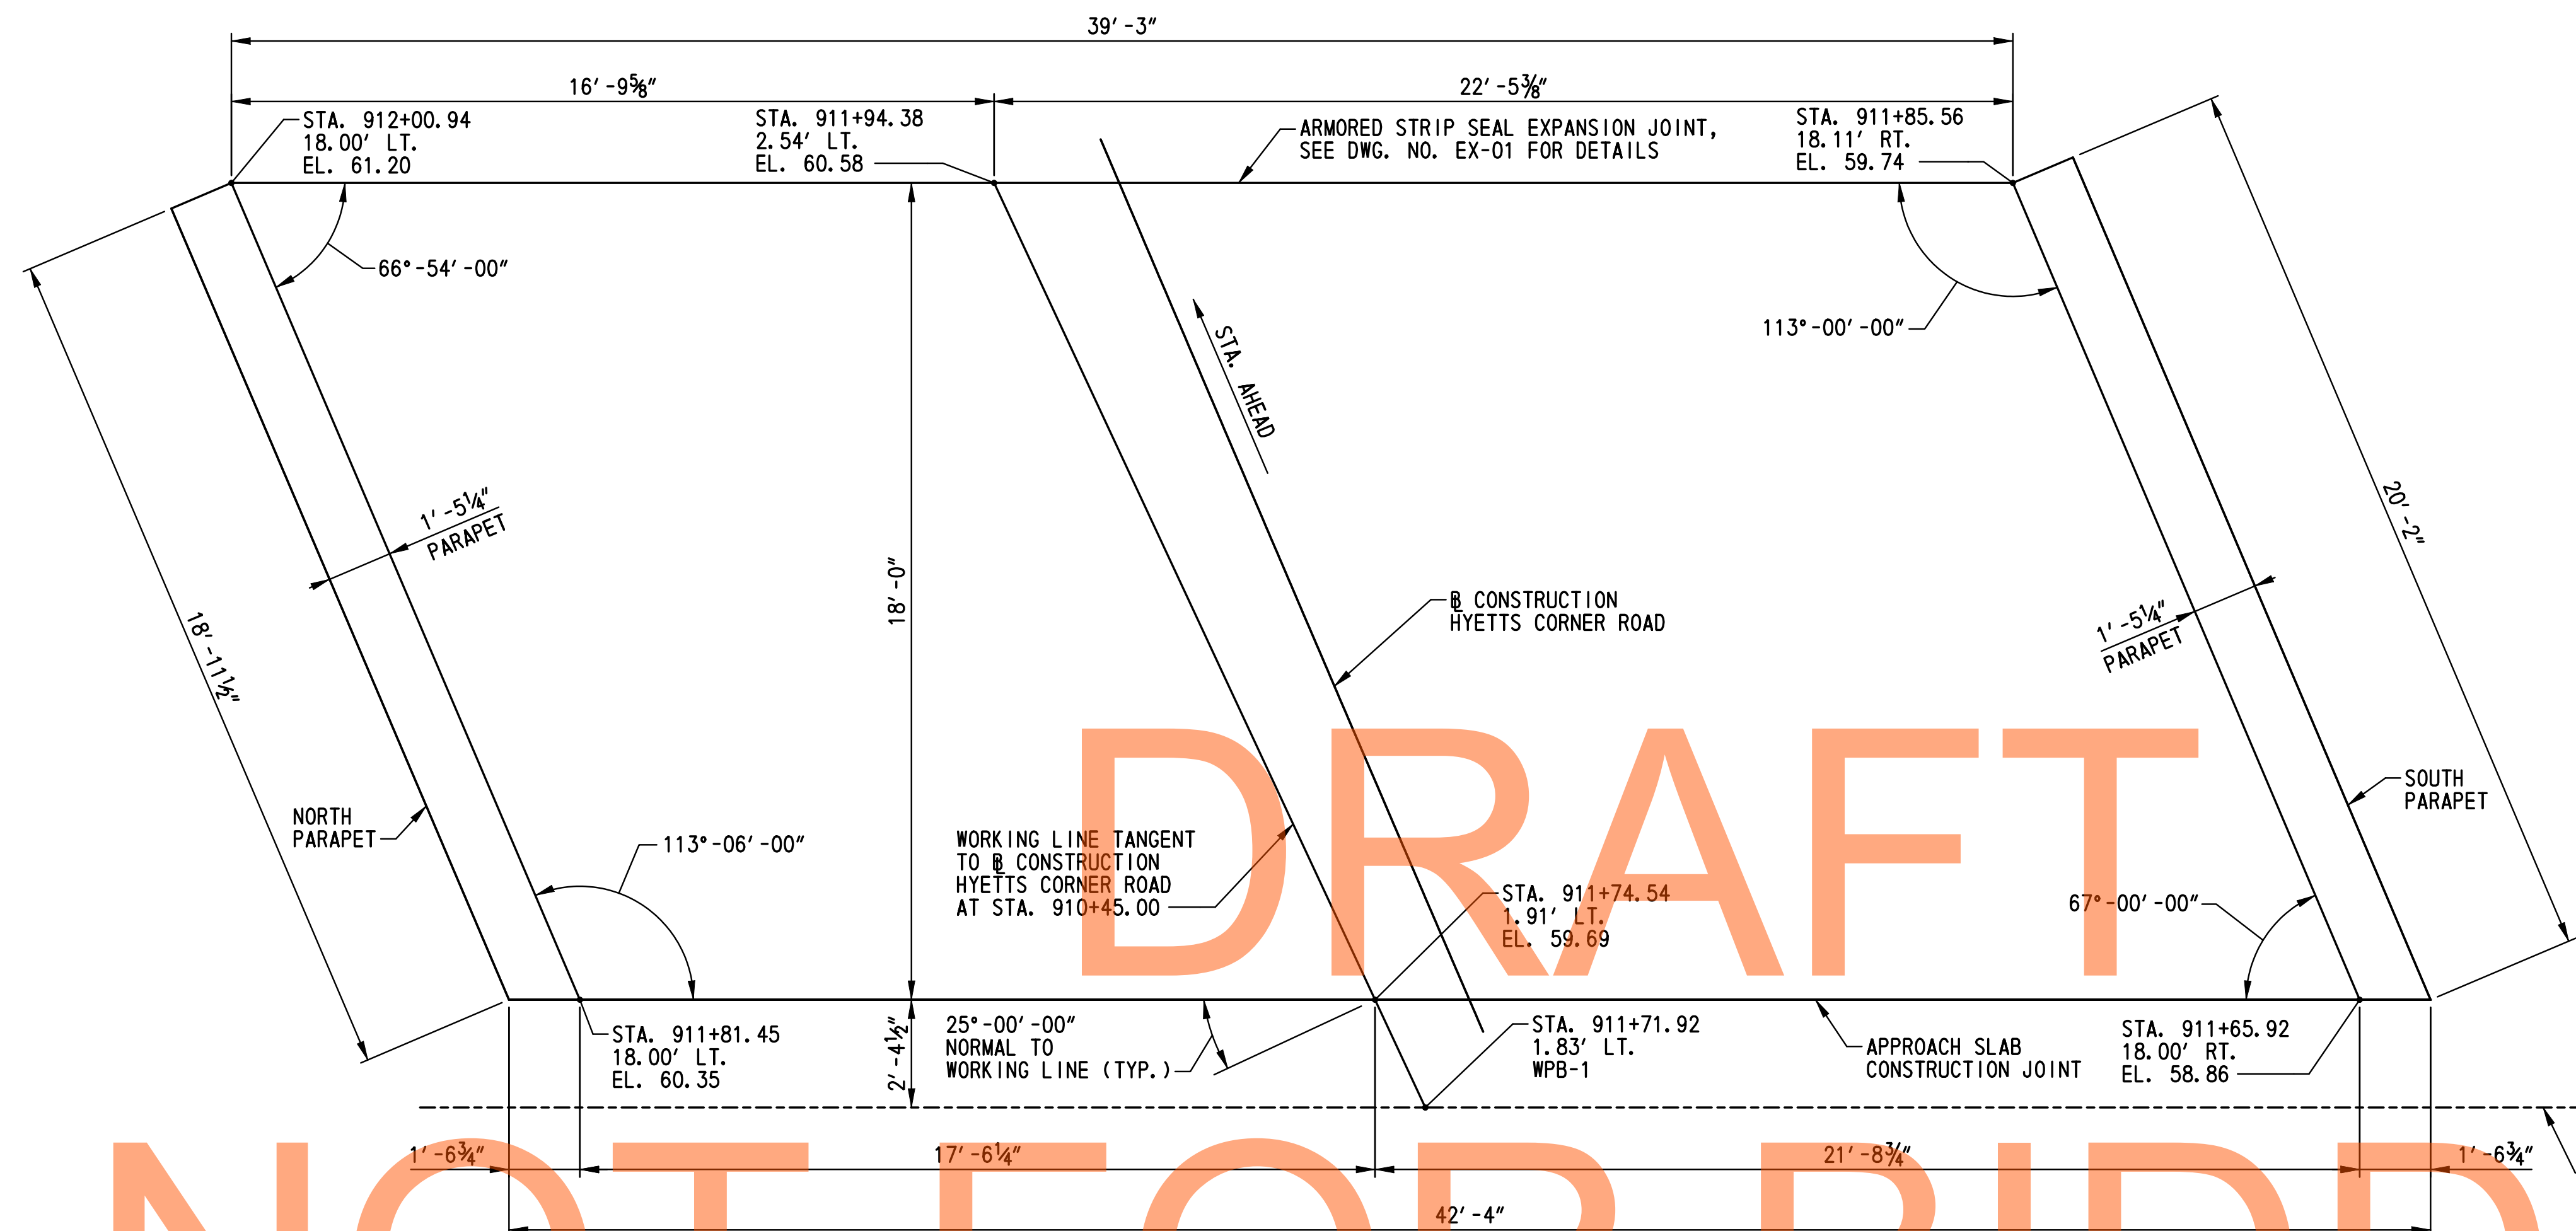 39'-3"
16'-9⅝"
22'-5⅜"
STA. 912+00.94
18.00' LT.
EL. 61.20
STA. 911+94.38
2.54' LT.
EL. 60.58
ARMORED STRIP SEAL EXPANSION JOINT,
SEE DWG. NO. EX-01 FOR DETAILS
STA. 911+85.56
18.11' RT.
EL. 59.74
66°-54'-00"
113°-00'-00"
STA. AHEAD
1'-5¼"
PARAPET
18'-0"
20'-2"
18'-11½"
℄ CONSTRUCTION
HYETTS CORNER ROAD
1'-5¼"
PARAPET
NORTH
PARAPET
113°-06'-00"
WORKING LINE TANGENT
TO ℄ CONSTRUCTION
HYETTS CORNER ROAD
AT STA. 910+45.00
STA. 911+74.54
1.91' LT.
EL. 59.69
67°-00'-00"
SOUTH
PARAPET
STA. 911+81.45
18.00' LT.
EL. 60.35
2'-4½"
25°-00'-00"
NORMAL TO
WORKING LINE (TYP.)
STA. 911+71.92
1.83' LT.
WPB-1
APPROACH SLAB
CONSTRUCTION JOINT
STA. 911+65.92
18.00' RT.
EL. 58.86
1'-6¾"
17'-6¼"
21'-8¾"
1'-6¾"
42'-4"
DRAFT
NOT FOR BIDD